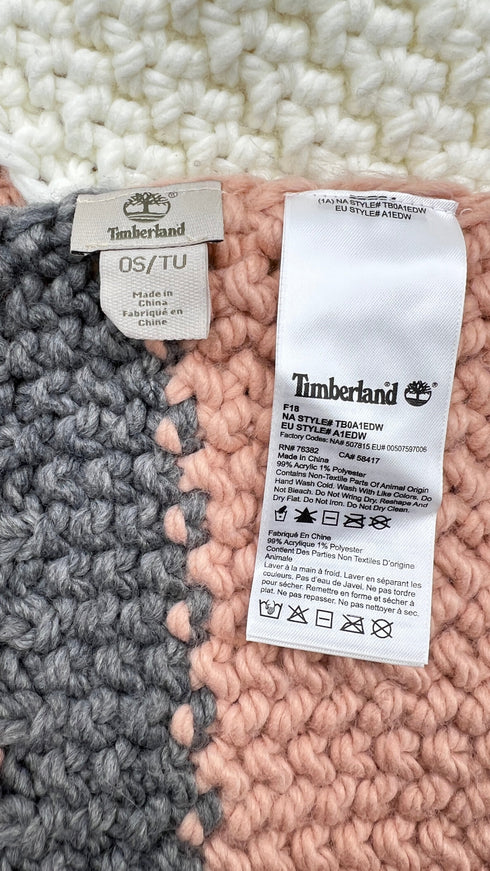 Timberland
®
OS/TU
Made in
China
Fabriqué en
Chine
(1A) NA STYLE# TB0A1EDW
EU STYLE# A1EDW
Timberland
®
F18
NA STYLE# TB0A1EDW
EU STYLE# A1EDW
Factory Codes: NA# 507815 EU# 00507597006
RN# 76382 CA# 58417
Made In China
99% Acrylic 1% Polyester
Contains Non-Textile Parts Of Animal Origin
Hand Wash Cold. Wash With Like Colors. Do
Not Bleach. Do Not Wring Dry. Reshape And
Dry Flat. Do Not Iron. Do Not Dry Clean.
Fabriqué En Chine
99% Acrylique 1% Polyester
Contient Des Parties Non Textiles D'Origine
Animale
Laver à la main à froid. Laver en séparant les
couleurs. Pas d'eau de Javel. Ne pas tordre
pour sécher. Remettre en forme et sécher à
plat. Ne pas repasser. Ne pas nettoyer à sec.